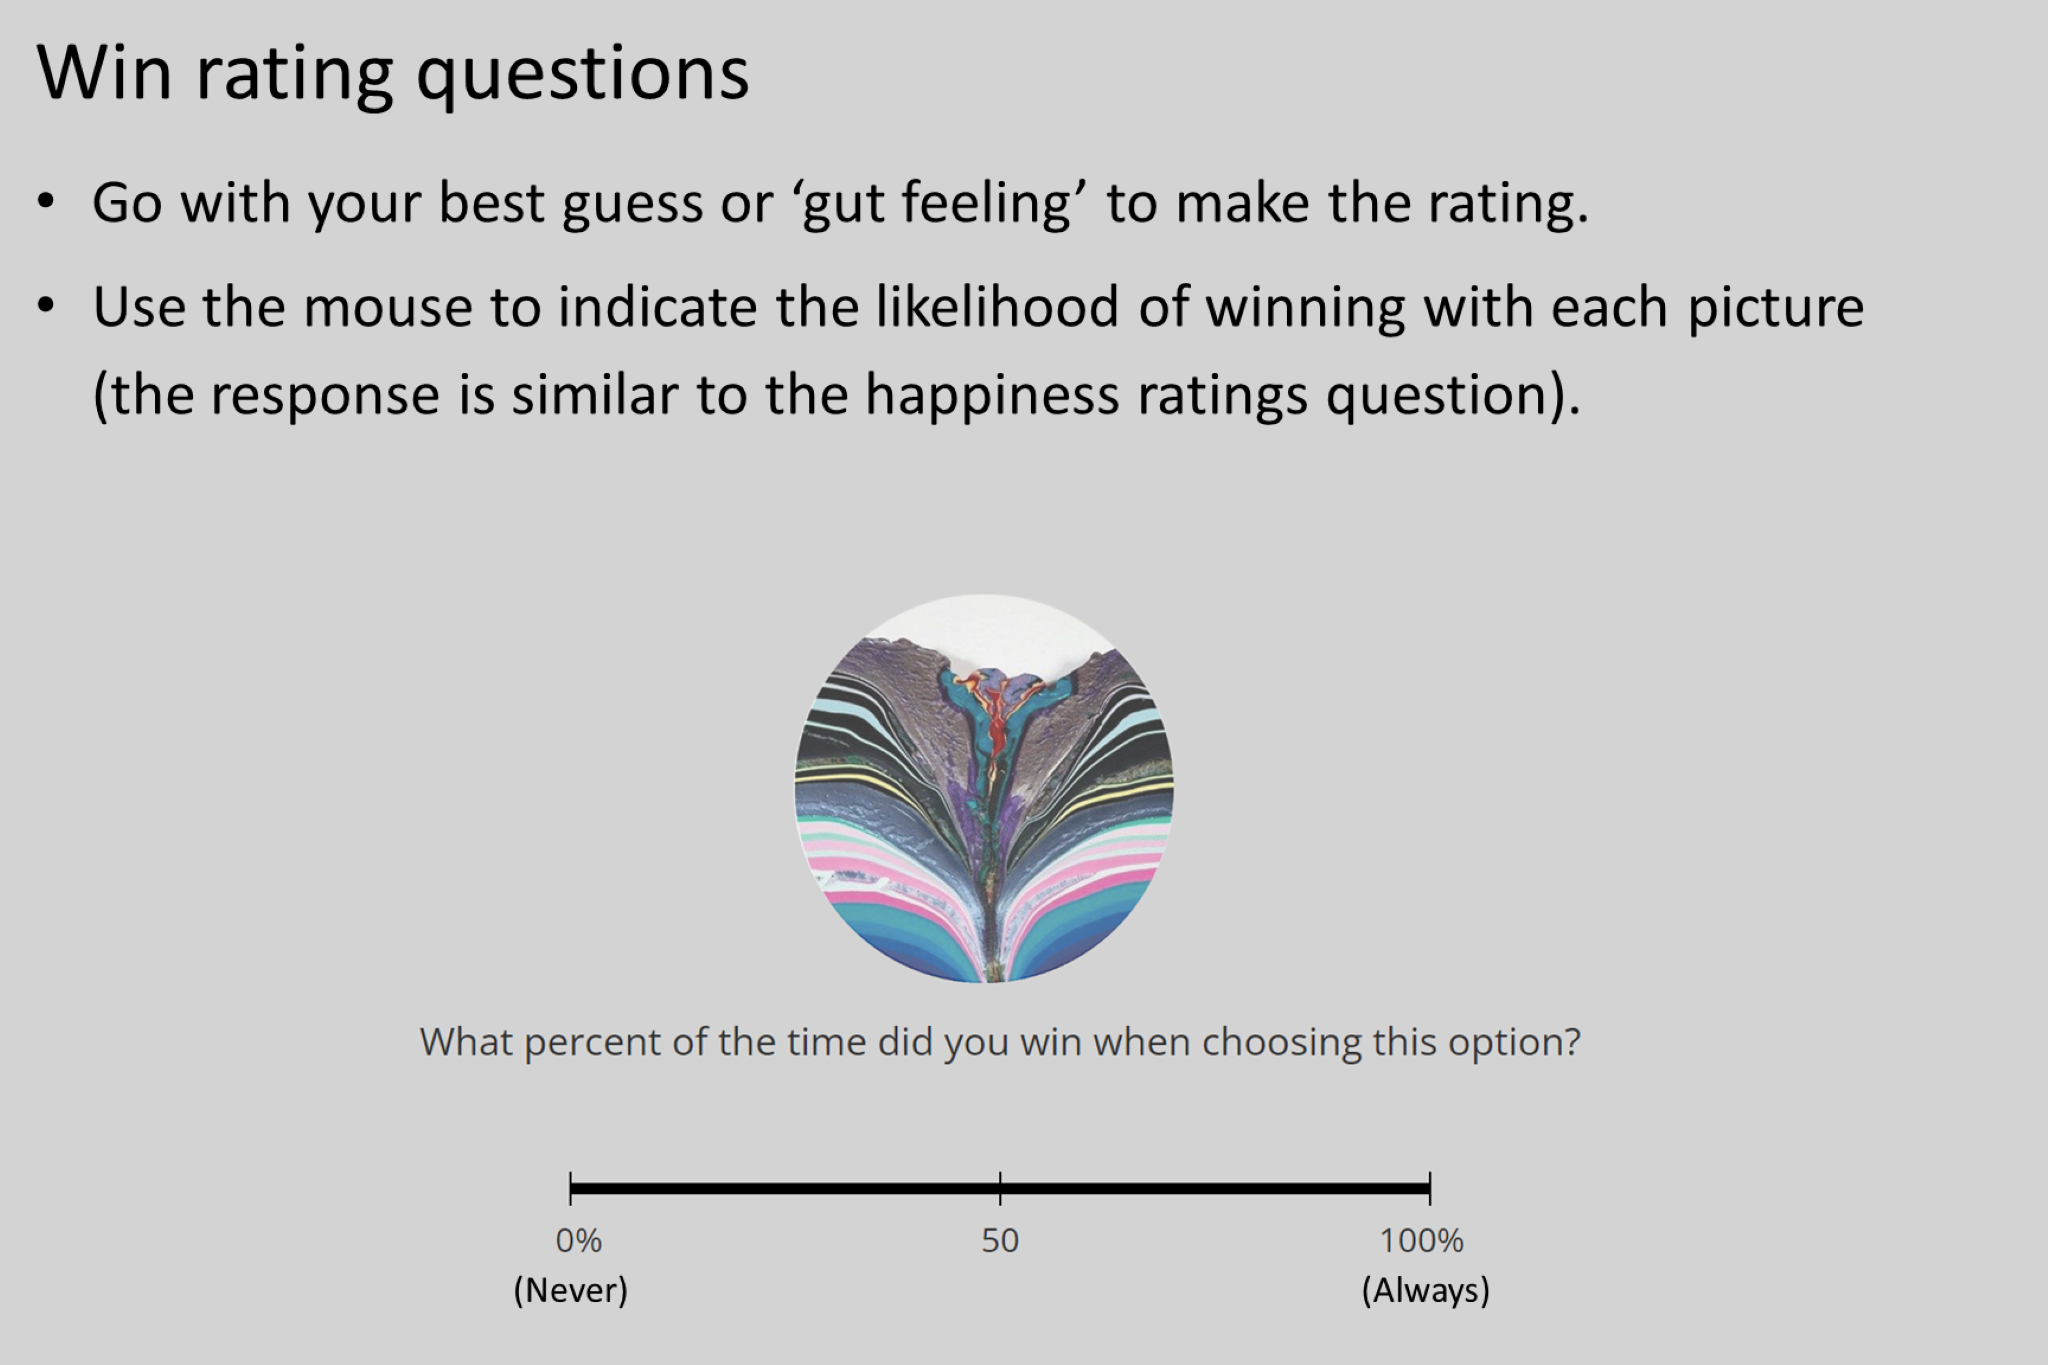 Win rating questions
• Go with your best guess or ‘gut feeling’ to make the rating.
• Use the mouse to indicate the likelihood of winning with each picture
(the response is similar to the happiness ratings question).
What percent of the time did you win when choosing this option?
0% 50 100%
(Never) (Always)